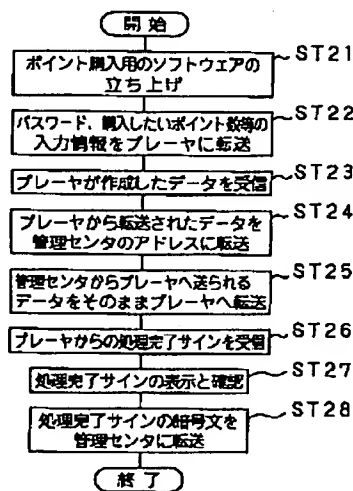 開始
ST21
ポイント購入用のソフトウェアの
立ち上げ
ST22
パスワード、購入したいポイント数等の
入力情報をプレーヤに転送
ST23
プレーヤが作成したデータを受信
ST24
プレーヤから転送されたデータを
管理センタのアドレスに転送
ST25
管理センタからプレーヤへ送られる
データをそのままプレーヤへ転送
ST26
プレーヤからの処理完了サインを受信
ST27
処理完了サインの表示と確認
ST28
処理完了サインの暗号文を
管理センタに転送
終了